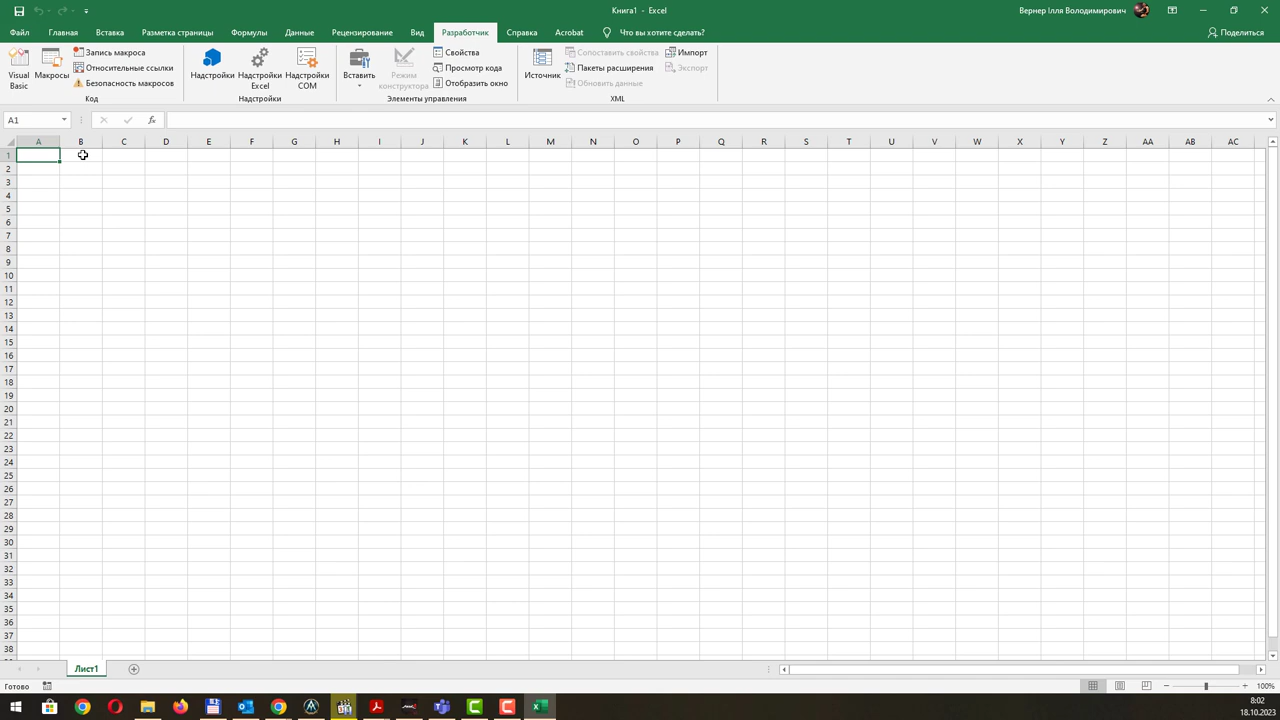 Книга1 - Excel
Вернер Ілля Володимирович
Файл Главная Вставка Разметка страницы Формулы Данные Рецензирование Вид Разработчик Справка Acrobat Что вы хотите сделать? Поделиться
Visual Basic
Макросы
Запись макроса
Относительные ссылки
Безопасность макросов
Код
Надстройки
Надстройки Excel
Надстройки COM
Надстройки
Вставить
Режим конструктора
Свойства
Просмотр кода
Отобразить окно
Элементы управления
Источник
Сопоставить свойства
Пакеты расширения
Обновить данные
Импорт
Экспорт
XML
A1
fx
A B C D E F G H I J K L M N O P Q R S T U V W X Y Z AA AB AC
1
2
3
4
5
6
7
8
9
10
11
12
13
14
15
16
17
18
19
20
21
22
23
24
25
26
27
28
29
30
31
32
33
34
35
36
37
38
Лист1
Готово
100%
8:02
18.10.2023